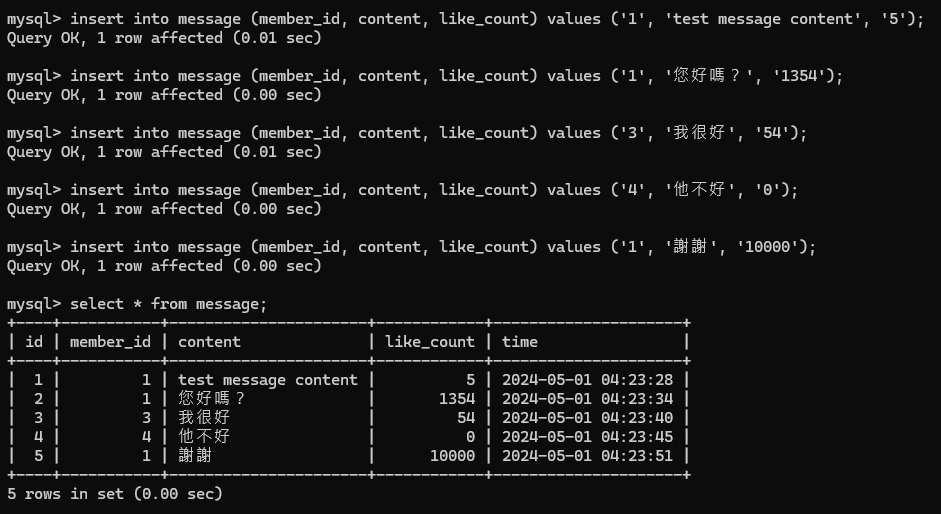 mysql> insert into message (member_id, content, like_count) values ('1', 'test message content', '5');
Query OK, 1 row affected (0.01 sec)

mysql> insert into message (member_id, content, like_count) values ('1', '您好嗎？', '1354');
Query OK, 1 row affected (0.00 sec)

mysql> insert into message (member_id, content, like_count) values ('3', '我很好', '54');
Query OK, 1 row affected (0.01 sec)

mysql> insert into message (member_id, content, like_count) values ('4', '他不好', '0');
Query OK, 1 row affected (0.00 sec)

mysql> insert into message (member_id, content, like_count) values ('1', '謝謝', '10000');
Query OK, 1 row affected (0.00 sec)

mysql> select * from message;
+----+-----------+----------------------+------------+---------------------+
| id | member_id | content              | like_count | time                |
+----+-----------+----------------------+------------+---------------------+
|  1 |         1 | test message content |          5 | 2024-05-01 04:23:28 |
|  2 |         1 | 您好嗎？             |       1354 | 2024-05-01 04:23:34 |
|  3 |         3 | 我很好               |         54 | 2024-05-01 04:23:40 |
|  4 |         4 | 他不好               |          0 | 2024-05-01 04:23:45 |
|  5 |         1 | 謝謝                 |      10000 | 2024-05-01 04:23:51 |
+----+-----------+----------------------+------------+---------------------+
5 rows in set (0.00 sec)